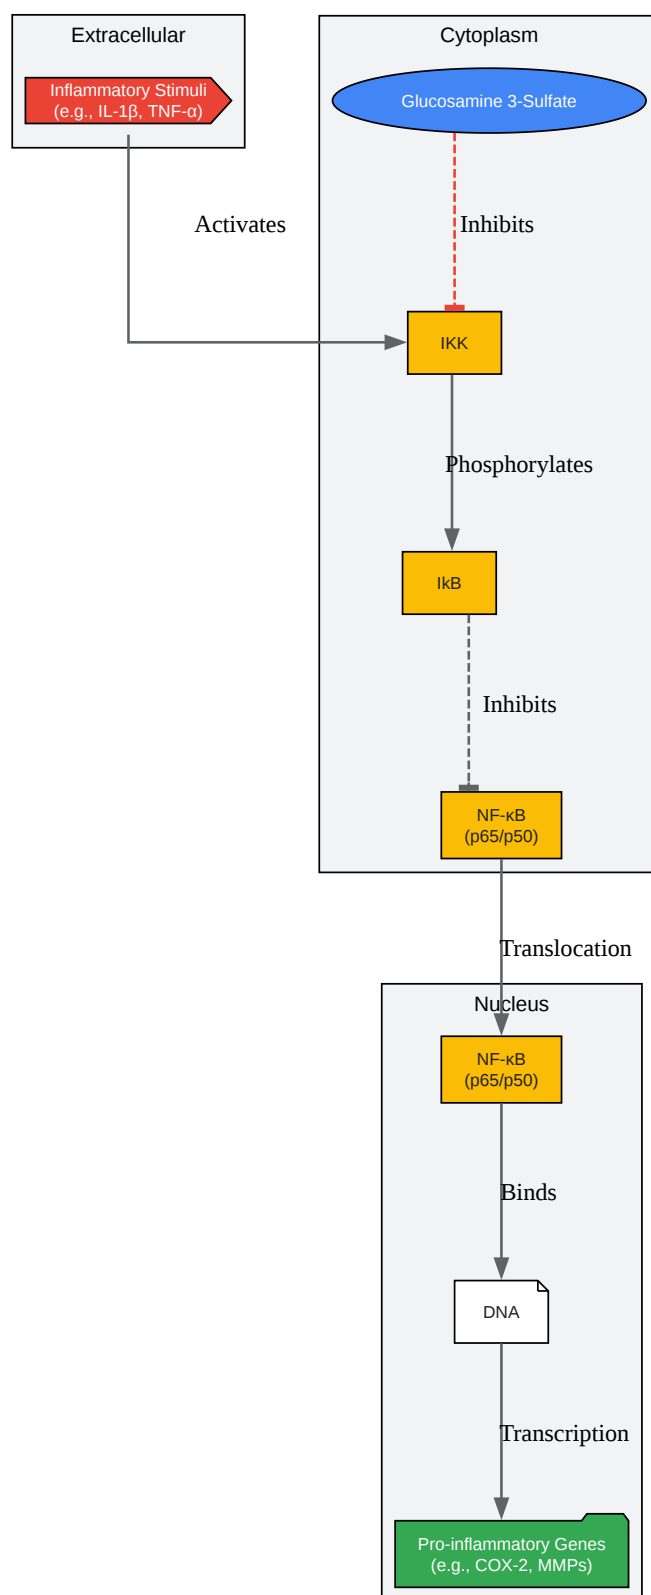 Extracellular
Inflammatory Stimuli
(e.g., IL-1β, TNF-α)
Cytoplasm
Glucosamine 3-Sulfate
Activates
Inhibits
IKK
Phosphorylates
IkB
Inhibits
NF-κB
(p65/p50)
Translocation
Nucleus
NF-κB
(p65/p50)
Binds
DNA
Transcription
Pro-inflammatory Genes
(e.g., COX-2, MMPs)